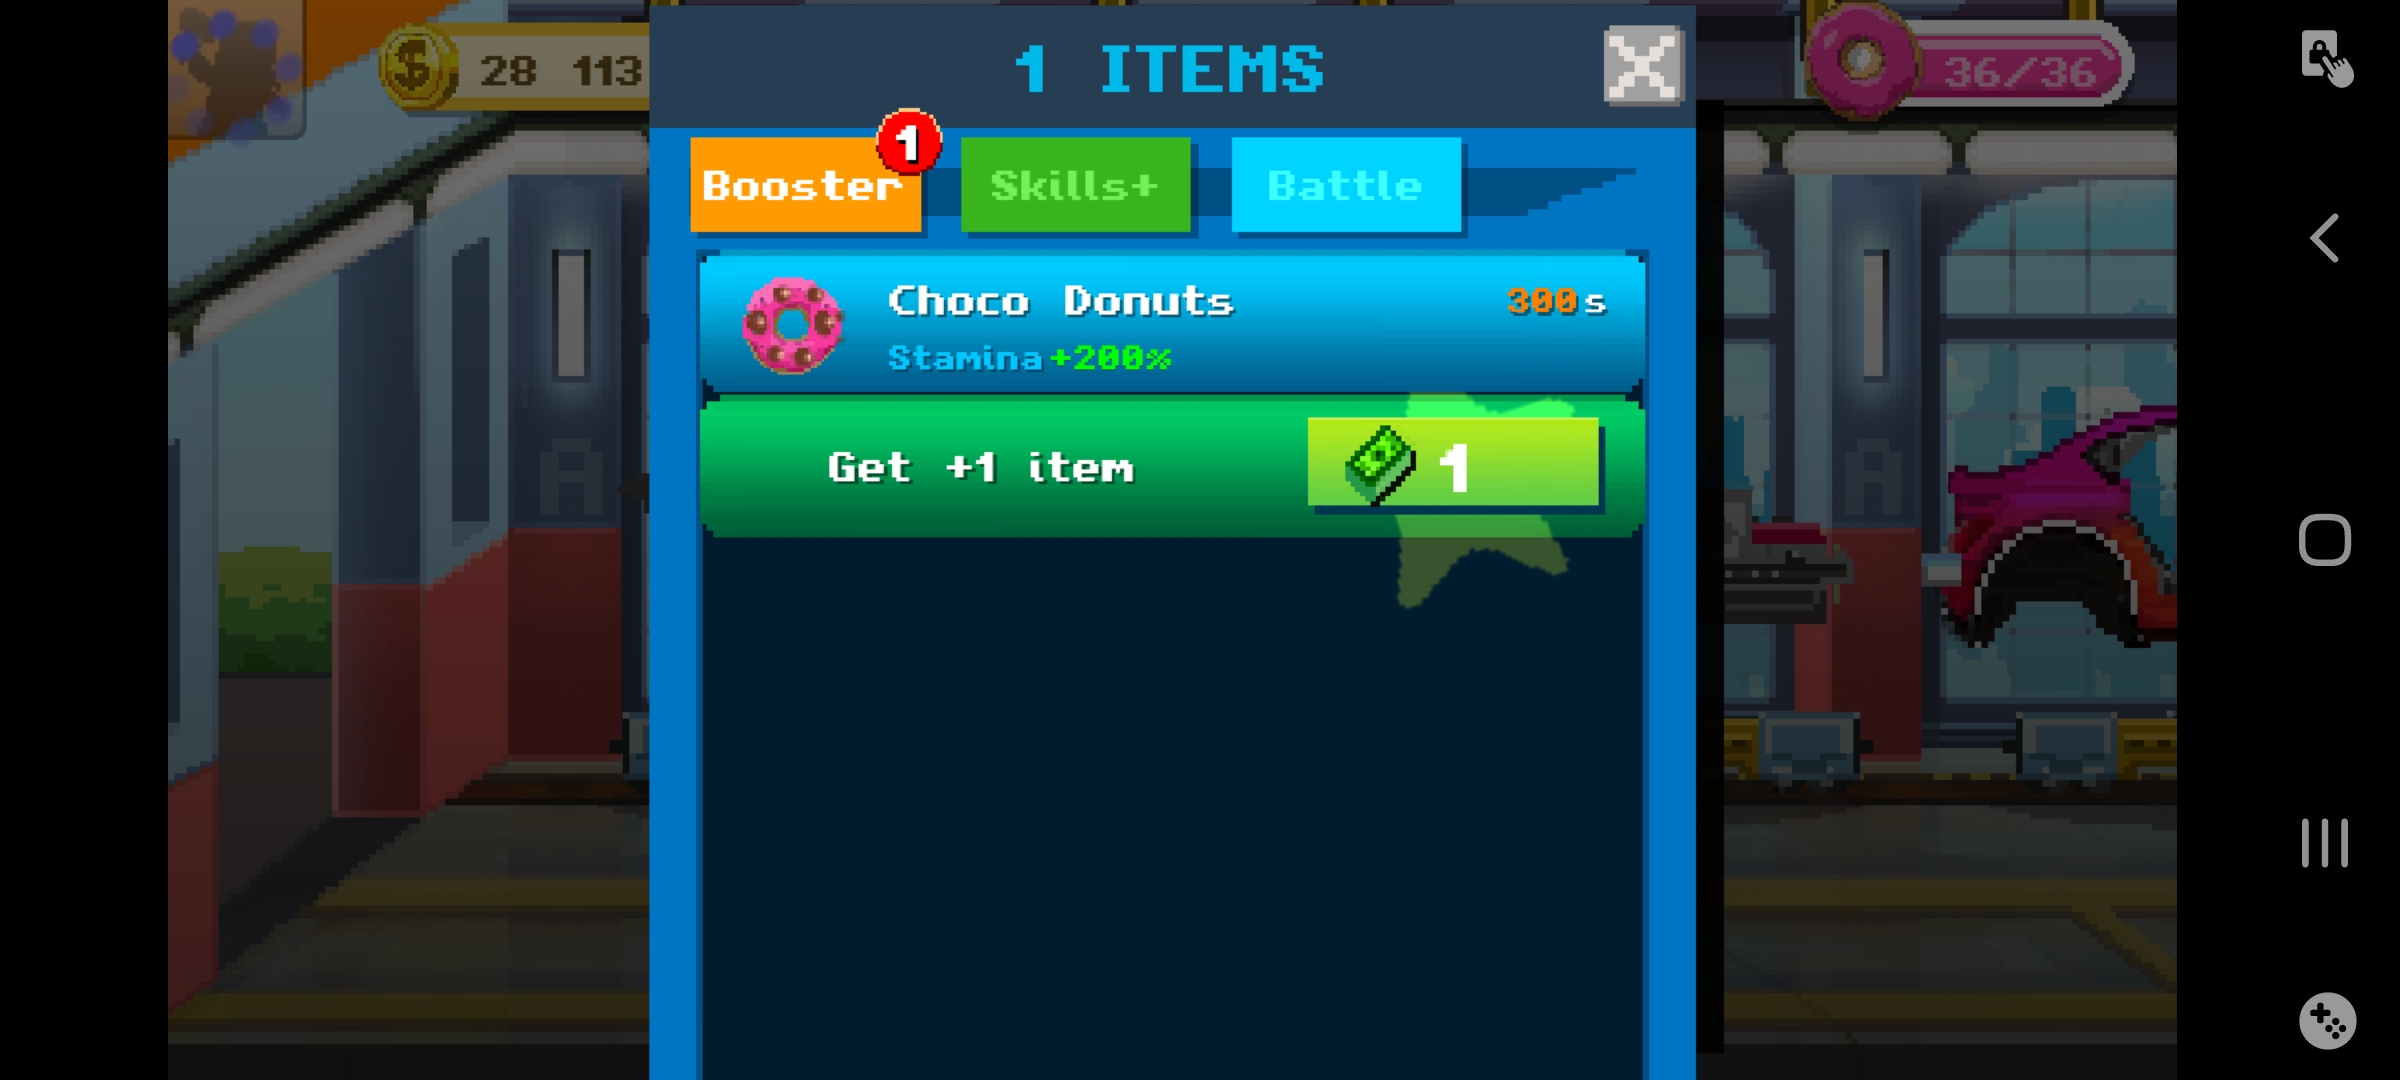 28 113
1 ITEMS
36/36
1
Booster
Skills+
Battle
Choco Donuts
300s
Stamina +200%
Get +1 item
1
A
A